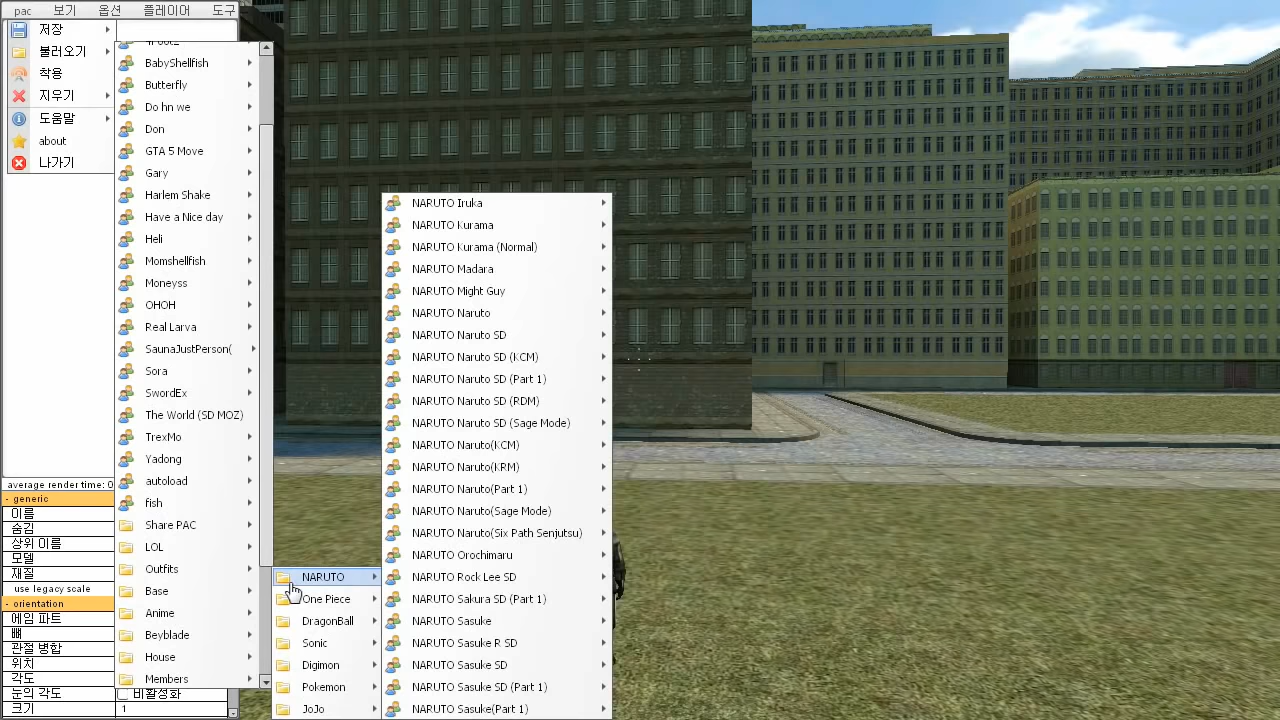 pac 보기 옵션 플레이어 도구
저장
불러오기
착용
지우기
도움말
about
나가기
BabyShellfish
Butterfly
Do hn we
Don
GTA 5 Move
Gary
Harlem Shake
Have a Nice day
Heli
Momshellfish
Moneyss
OHOH
Real Larva
SaunaJustPerson(
Sora
SwordEx
The World (SD MOZ)
TrexMo
Yadong
autoload
fish
Share PAC
LOL
Outfits
Base
Anime
Beyblade
House
Members
NARUTO
One Piece
DragonBall
Sonic
Digimon
Pokemon
JoJo
NARUTO Iruka
NARUTO Kurama
NARUTO Kurama (Normal)
NARUTO Madara
NARUTO Might Guy
NARUTO Naruto
NARUTO Naruto SD
NARUTO Naruto SD (KCM)
NARUTO Naruto SD (Part 1)
NARUTO Naruto SD (RDM)
NARUTO Naruto SD (Sage Mode)
NARUTO Naruto(KCM)
NARUTO Naruto(KRM)
NARUTO Naruto(Part 1)
NARUTO Naruto(Sage Mode)
NARUTO Naruto(Six Path Senjutsu)
NARUTO Orochimaru
NARUTO Rock Lee SD
NARUTO Sakura SD (Part 1)
NARUTO Sasuke
NARUTO Sasuke R SD
NARUTO Sasuke SD
NARUTO Sasuke SD (Part 1)
NARUTO Sasuke(Part 1)
average render time: 0
- generic
이름
숨김
상위 이름
모델
재질
use legacy scale
- orientation
에임 파트
뼈
관절 병합
위치
각도
눈의 각도 비활성화
크기 1